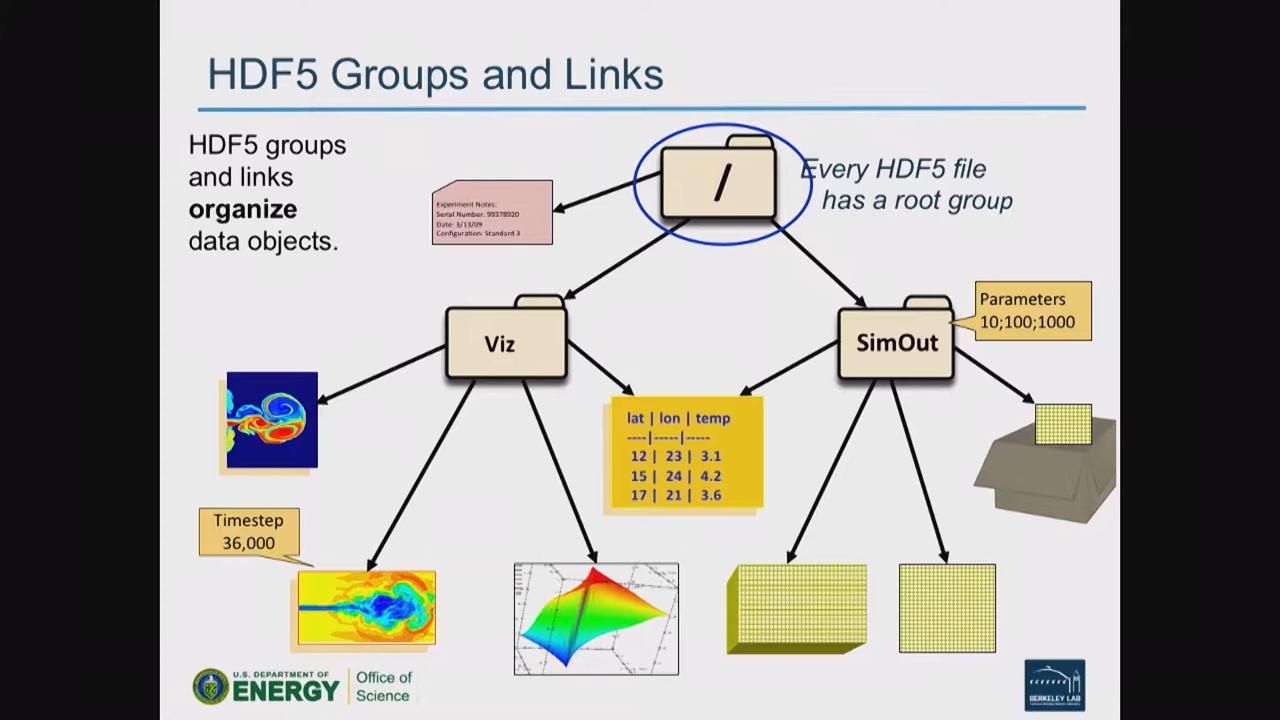 HDF5 Groups and Links
HDF5 groups
and links
organize
data objects.
/
Every HDF5 file
has a root group
Experiment Notes:
Serial Number: 99378920
Date: 3/13/09
Configuration: Standard 3
Viz
SimOut
Parameters
10;100;1000
lat | lon | temp
----|-----|-----
12 | 23 | 3.1
15 | 24 | 4.2
17 | 21 | 3.6
Timestep
36,000
U.S. DEPARTMENT OF
ENERGY
Office of
Science
BERKELEY LAB